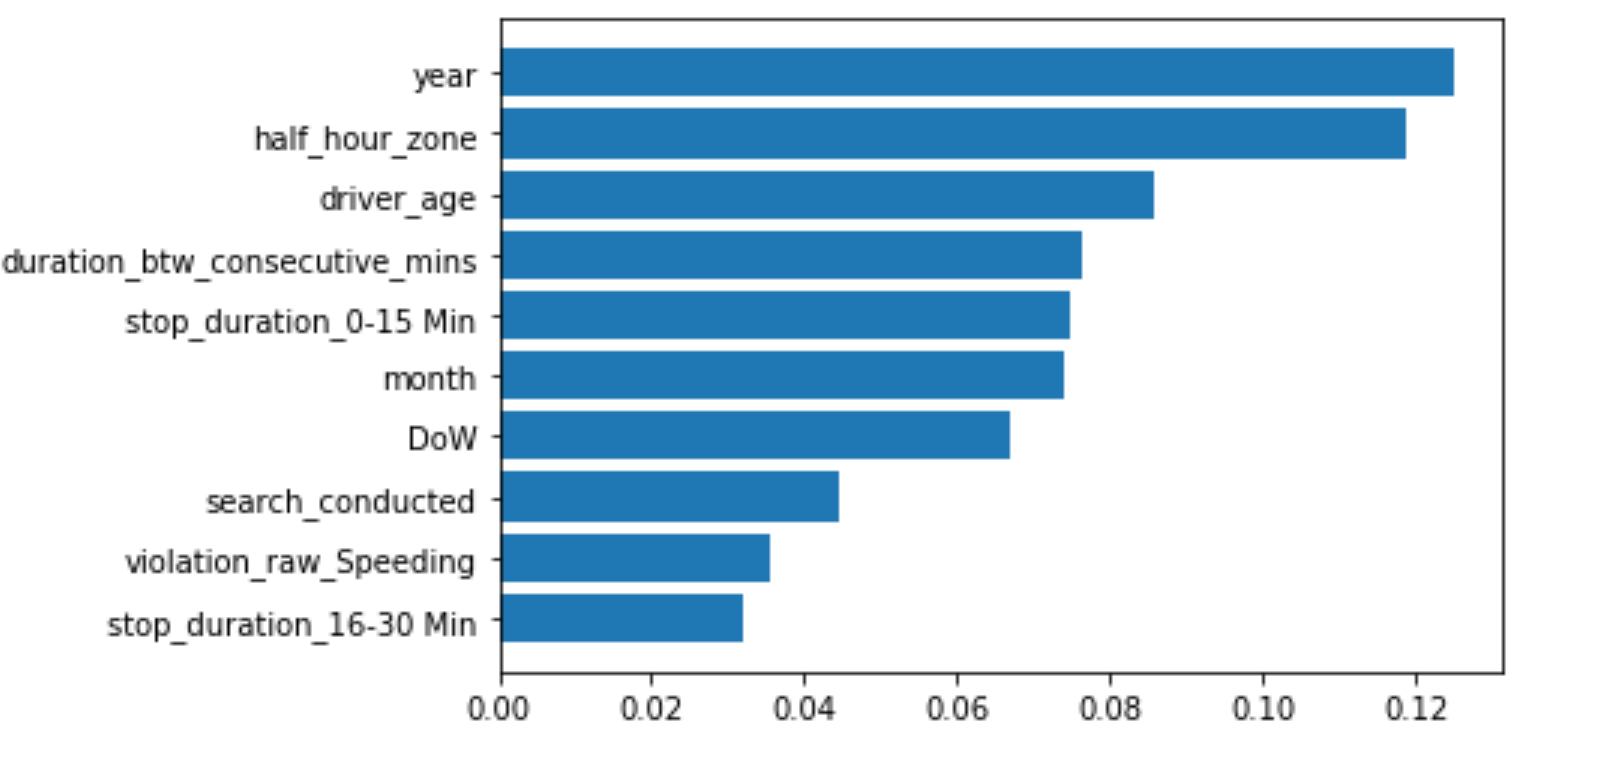 year
half_hour_zone
driver_age
duration_btw_consecutive_mins
stop_duration_0-15 Min
month
DoW
search_conducted
violation_raw_Speeding
stop_duration_16-30 Min
0.00 0.02 0.04 0.06 0.08 0.10 0.12